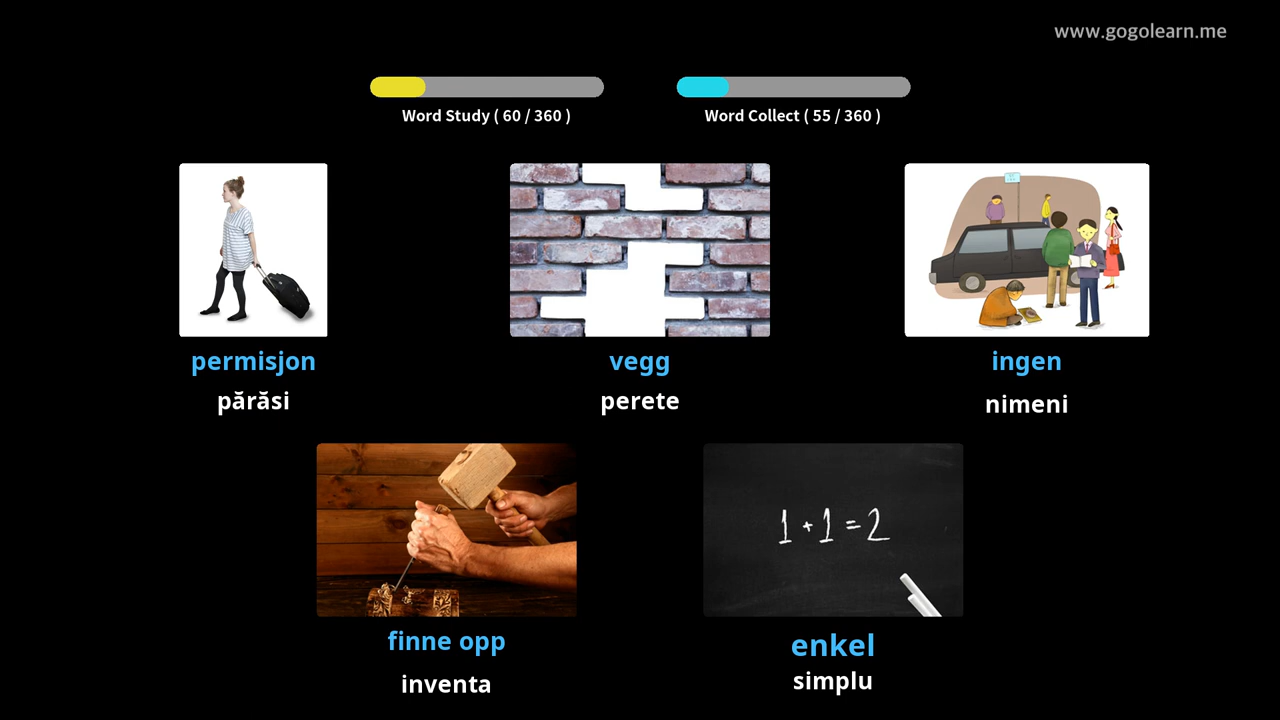 www.gogolearn.me
Word Study ( 60 / 360 )
Word Collect ( 55 / 360 )
permisjon
părăsi
vegg
perete
ingen
nimeni
1 + 1 = 2
finne opp
inventa
enkel
simplu